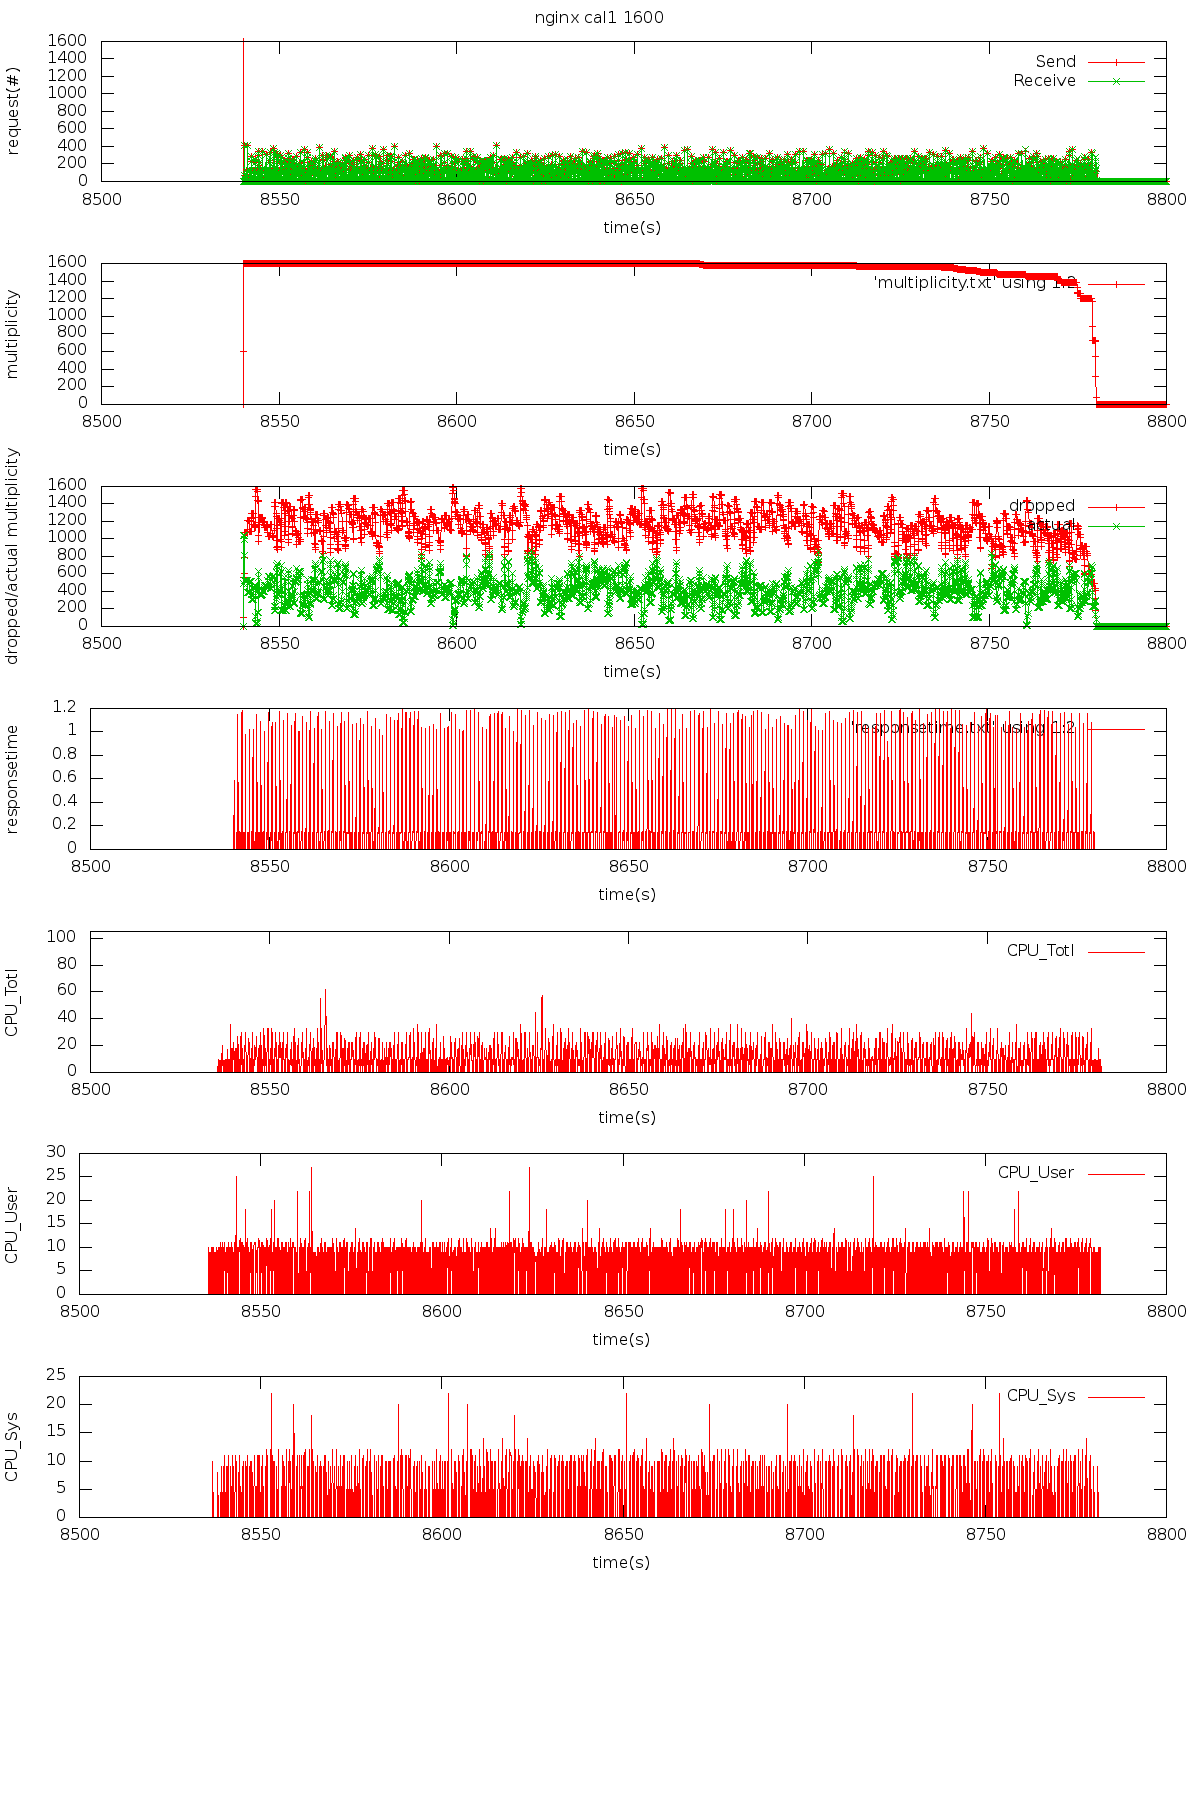 nginx cal1 1600
request(#)
1600
1400
1200
1000
800
600
400
200
0
Send
Receive
8500 8550 8600 8650 8700 8750 8800
time(s)
multiplicity
1600
1400
1200
1000
800
600
400
200
0
'multiplicity.txt' using 1:2
8500 8550 8600 8650 8700 8750 8800
time(s)
dropped/actual multiplicity
1600
1400
1200
1000
800
600
400
200
0
dropped
8500 8550 8600 8650 8700 8750 8800
time(s)
responsetime
1.2
1
0.8
0.6
0.4
0.2
0
'responsetime.txt' using 1:2
8500 8550 8600 8650 8700 8750 8800
time(s)
CPU_Totl
100
80
60
40
20
0
CPU_Totl
8500 8550 8600 8650 8700 8750 8800
time(s)
CPU_User
30
25
20
15
10
5
0
CPU_User
8500 8550 8600 8650 8700 8750 8800
time(s)
CPU_Sys
25
20
15
10
5
0
CPU_Sys
8500 8550 8600 8650 8700 8750 8800
time(s)